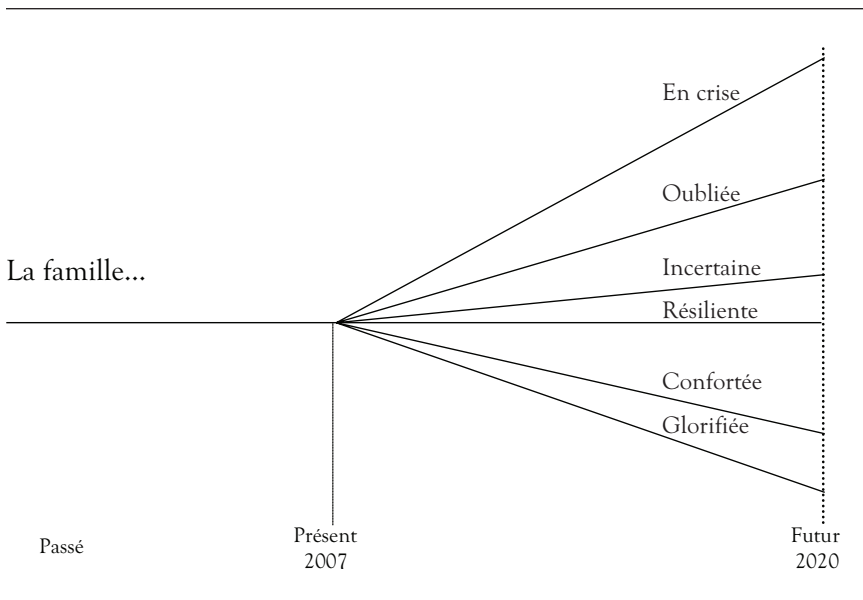 En crise
Oubliée
La famille...
Incertaine
Résiliente
Confortée
Glorifiée
Passé
Présent
2007
Futur
2020